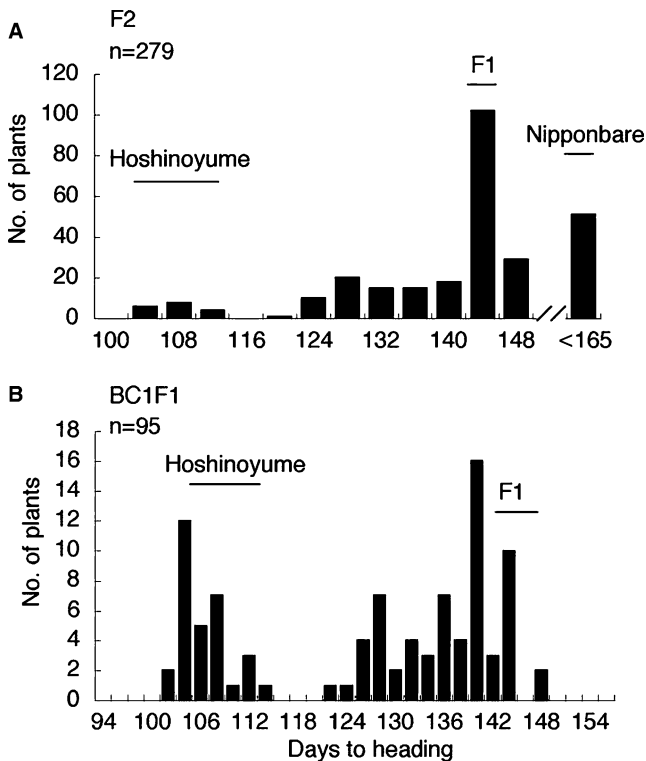 A
F2
n=279
No. of plants
120
100
80
60
40
20
0
Hoshinoyume
F1
Nipponbare
100 108 116 124 132 140 148 <165
B
BC1F1
n=95
No. of plants
18
16
14
12
10
8
6
4
2
0
Hoshinoyume
F1
94 100 106 112 118 124 130 136 142 148 154
Days to heading